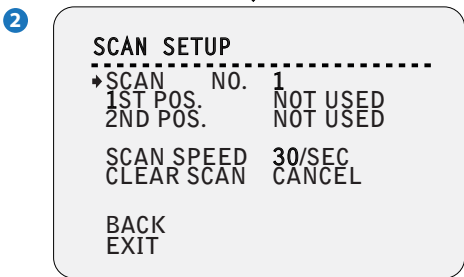 2
SCAN SETUP
SCAN NO. 1
1ST POS. NOT USED
2ND POS. NOT USED
SCAN SPEED 30/SEC
CLEAR SCAN CANCEL
BACK
EXIT